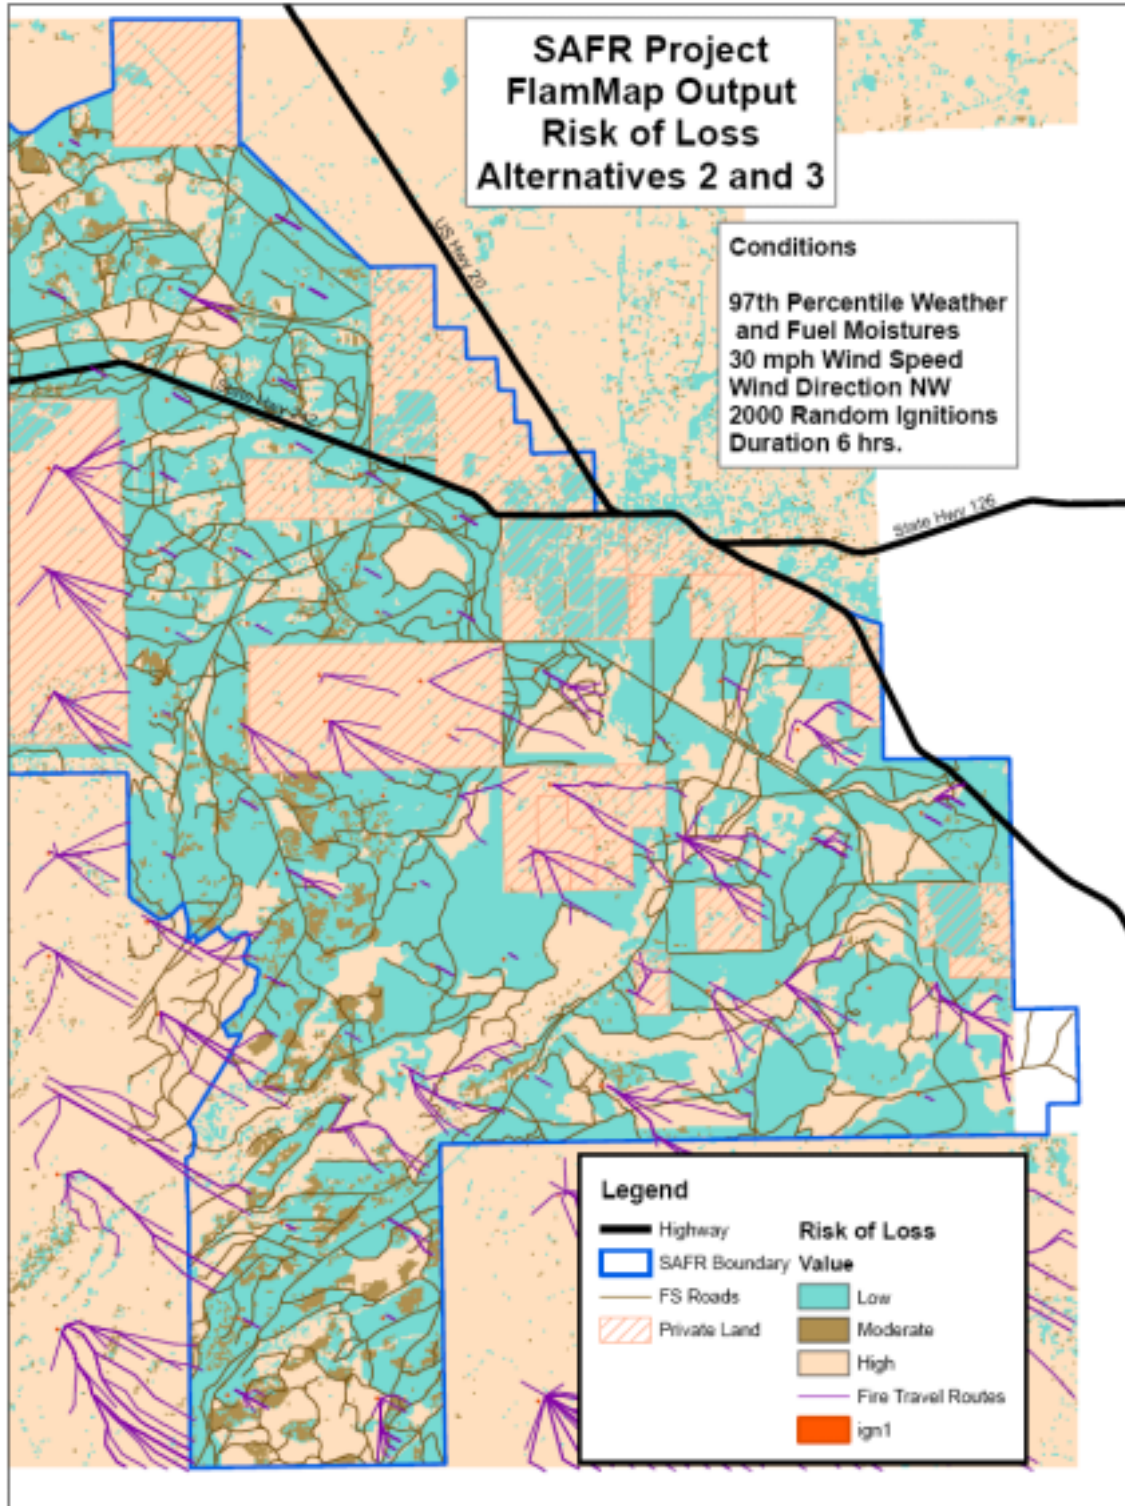 SAFR Project
FlamMap Output
Risk of Loss
Alternatives 2 and 3
US Hwy 20
Conditions
97th Percentile Weather
and Fuel Moistures
30 mph Wind Speed
Wind Direction NW
2000 Random Ignitions
Duration 6 hrs.
State Hwy 126
Legend
Highway
SAFR Boundary
FS Roads
Private Land
Risk of Loss
Value
Low
Moderate
High
Fire Travel Routes
ign1